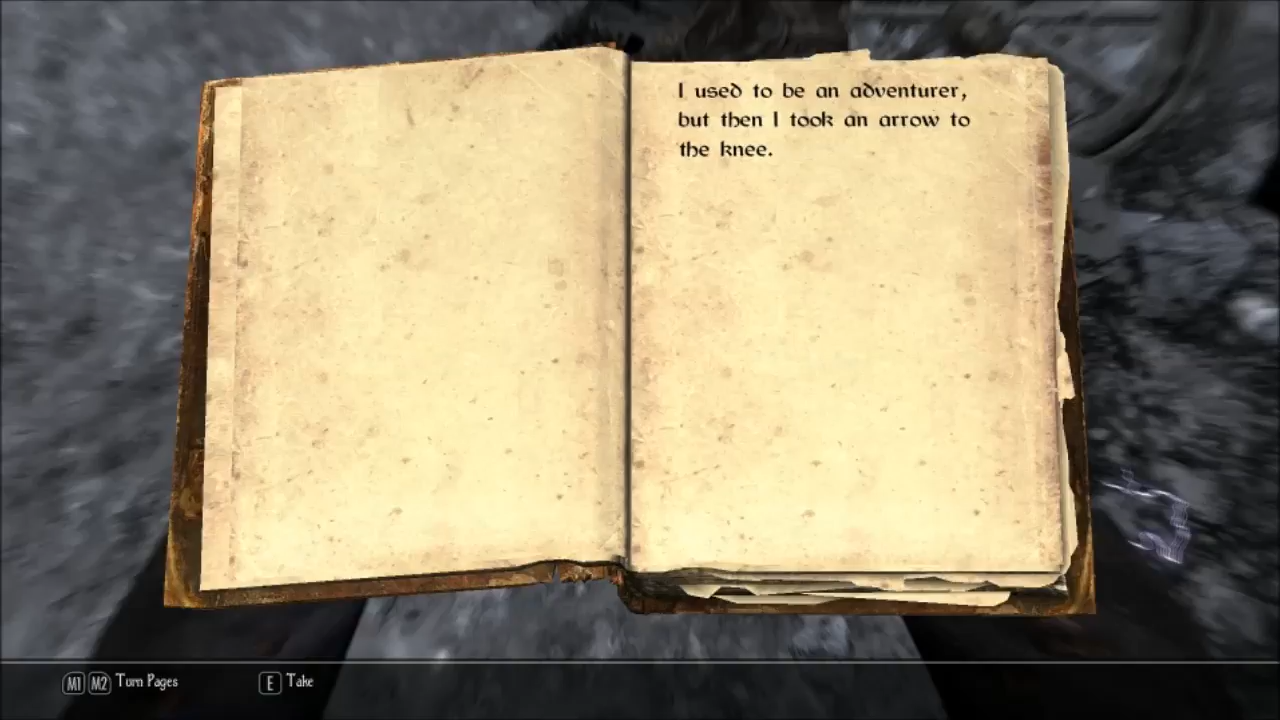 I used to be an adventurer,
but then I took an arrow to
the knee.
M1 M2 Turn Pages
E Take